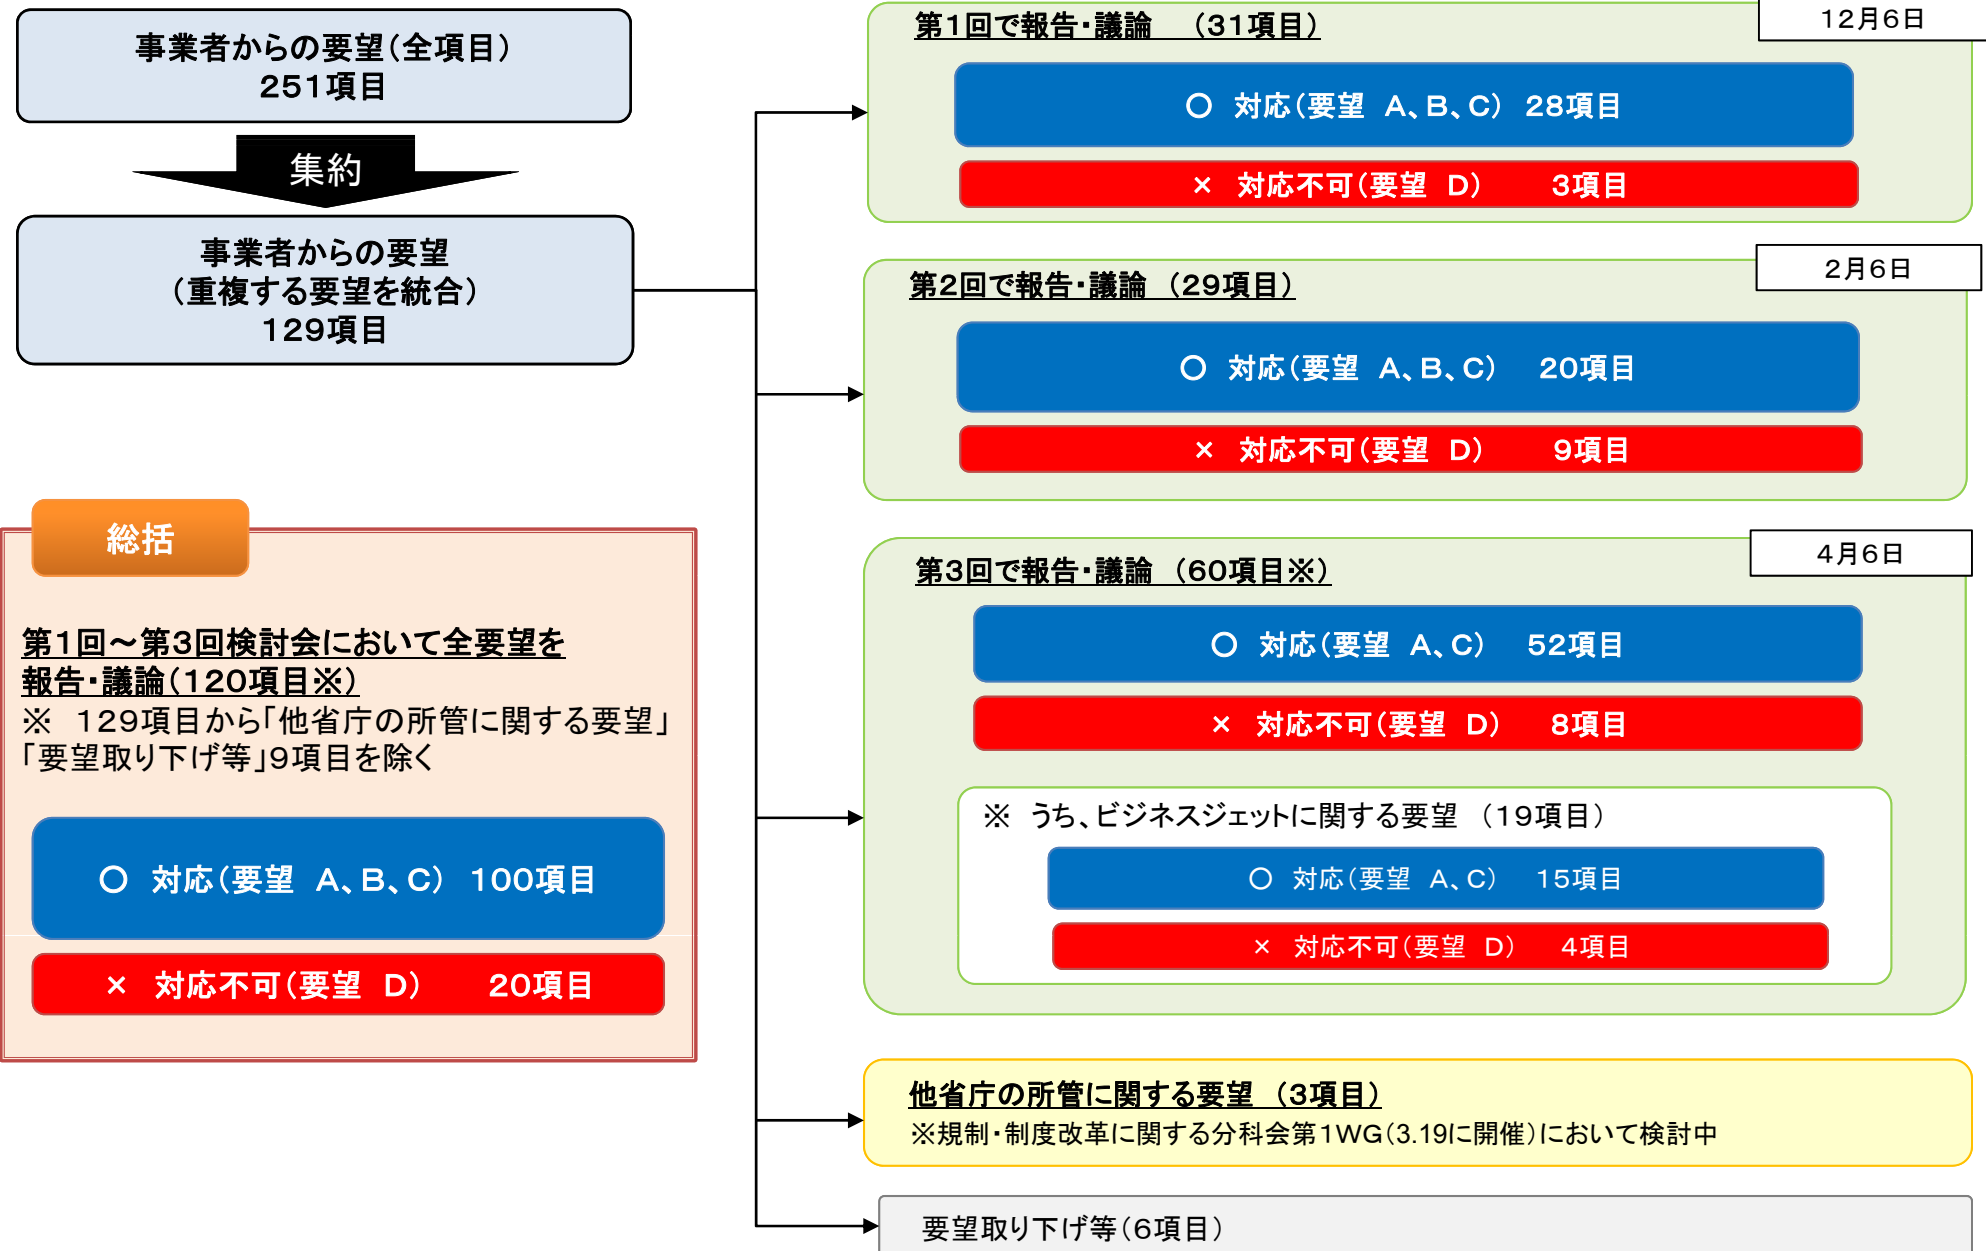 事業者からの要望(全項目)
251項目
集約
事業者からの要望
(重複する要望を統合)
129項目
総括
第1回~第3回検討会において全要望を
報告・議論(120項目※)
※ 129項目から「他省庁の所管に関する要望」
「要望取り下げ等」9項目を除く
○ 対応(要望 A、B、C) 100項目
× 対応不可(要望 D) 20項目
第1回で報告・議論 (31項目)
12月6日
○ 対応(要望 A、B、C) 28項目
× 対応不可(要望 D) 3項目
第2回で報告・議論 (29項目)
2月6日
○ 対応(要望 A、B、C) 20項目
× 対応不可(要望 D) 9項目
第3回で報告・議論 (60項目※)
4月6日
○ 対応(要望 A、C) 52項目
× 対応不可(要望 D) 8項目
※ うち、ビジネスジェットに関する要望 (19項目)
○ 対応(要望 A、C) 15項目
× 対応不可(要望 D) 4項目
他省庁の所管に関する要望 (3項目)
※規制・制度改革に関する分科会第1WG(3.19に開催)において検討中
要望取り下げ等(6項目)